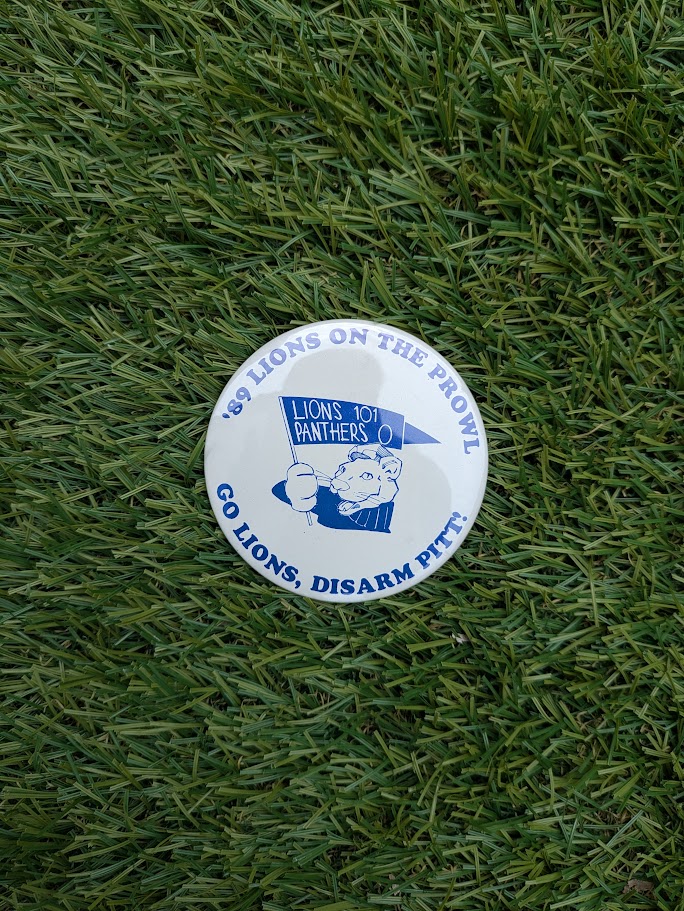 '89 LIONS ON THE PROWL
LIONS 101
PANTHERS 0
GO LIONS, DISARM PITT!